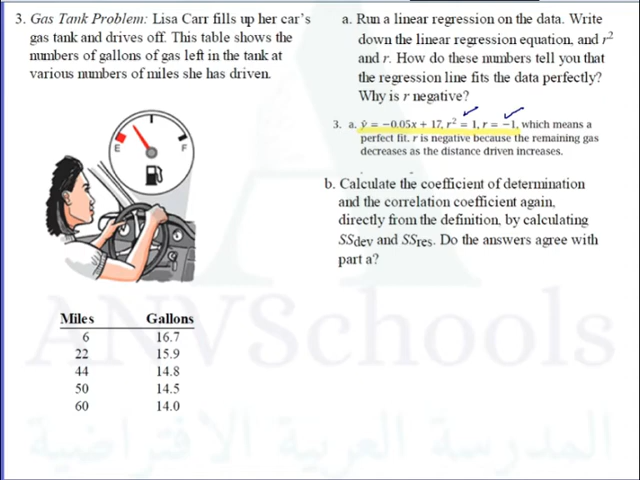 3. Gas Tank Problem: Lisa Carr fills up her car's
gas tank and drives off. This table shows the
numbers of gallons of gas left in the tank at
various numbers of miles she has driven.
E
F
Miles Gallons
6 16.7
22 15.9
44 14.8
50 14.5
60 14.0
a. Run a linear regression on the data. Write
down the linear regression equation, and r²
and r. How do these numbers tell you that
the regression line fits the data perfectly?
Why is r negative?
3. a. ŷ = −0.05x + 17, r² = 1, r = −1, which means a
perfect fit. r is negative because the remaining gas
decreases as the distance driven increases.
b. Calculate the coefficient of determination
and the correlation coefficient again,
directly from the definition, by calculating
SSdev and SSres. Do the answers agree with
part a?
ANVSchools
المدرسة العربية الافتراضية